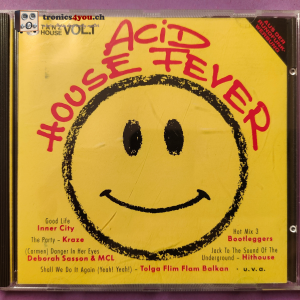 tronics4you.ch
TANZ
HOUSE VOL.1
ACID
HOUSE FEVER
Good Life
Inner City
The Party - Kraze
(Carmen) Danger In Her Eyes
Deborah Sasson & MCL
Hot Mix 3
Bootleggers
Jack To The Sound Of The
Underground - Hithouse
Shall We Do It Again (Yeah! Yeah!) - Tolga Flim Flam Balkan - u.v.a.